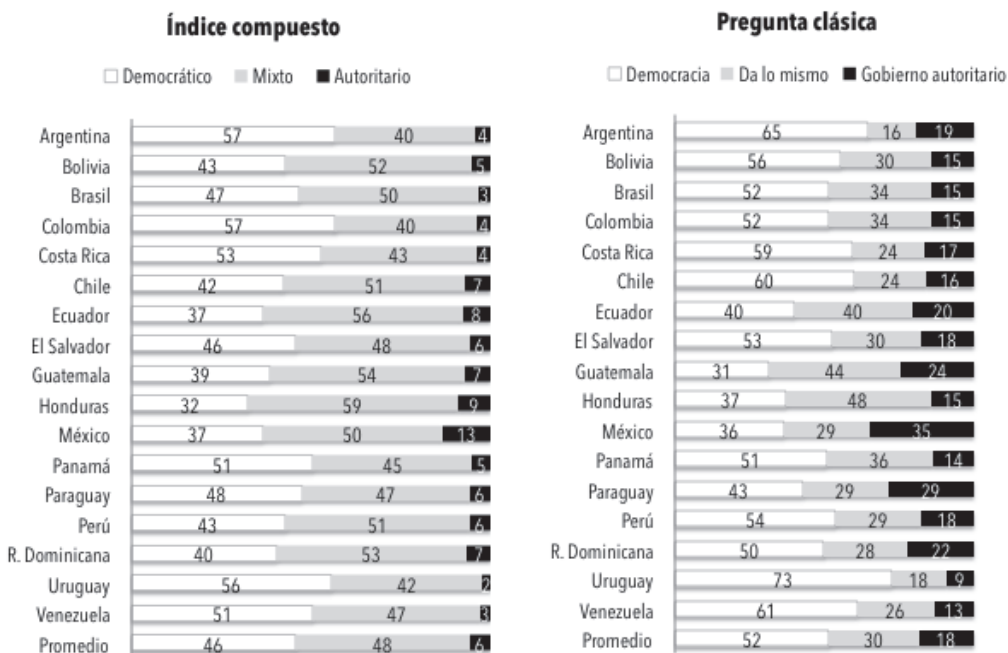 Índice compuesto
Democrático Mixto Autoritario
Argentina 57 40 4
Bolivia 43 52 5
Brasil 47 50 3
Colombia 57 40 4
Costa Rica 53 43 4
Chile 42 51 7
Ecuador 37 56 8
El Salvador 46 48 6
Guatemala 39 54 7
Honduras 32 59 9
México 37 50 13
Panamá 51 45 5
Paraguay 48 47 6
Perú 43 51 6
R. Dominicana 40 53 7
Uruguay 56 42 2
Venezuela 51 47 3
Promedio 46 48 6
Pregunta clásica
Democracia Da lo mismo Gobierno autoritario
Argentina 65 16 19
Bolivia 56 30 15
Brasil 52 34 15
Colombia 52 34 15
Costa Rica 59 24 17
Chile 60 24 16
Ecuador 40 40 20
El Salvador 53 30 18
Guatemala 31 44 24
Honduras 37 48 15
México 36 29 35
Panamá 51 36 14
Paraguay 43 29 29
Perú 54 29 18
R. Dominicana 50 28 22
Uruguay 73 18 9
Venezuela 61 26 13
Promedio 52 30 18